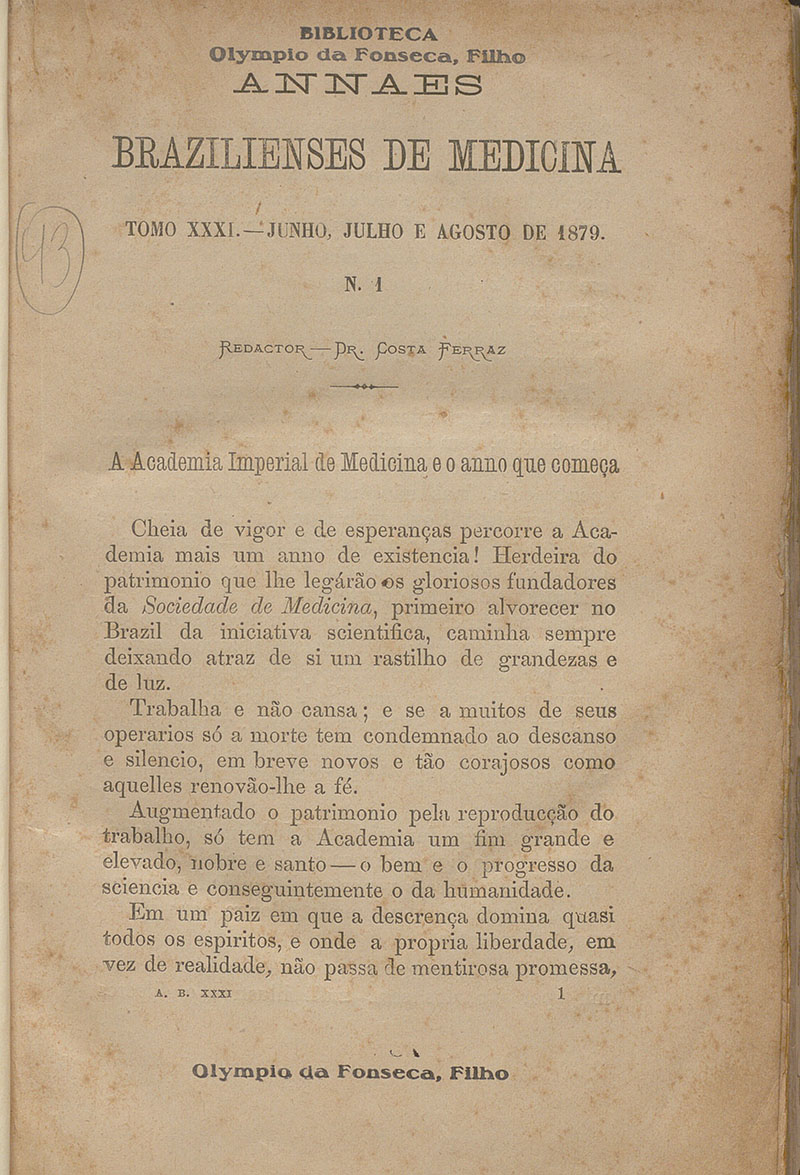 BIBLIOTECA
Olympio da Fonseca, Filho
ANNAES
BRAZILIENSES DE MEDICINA
TOMO XXXI.—JUNHO, JULHO E AGOSTO DE 1879.
93
N. 1
REDACTOR—DR. COSTA FERRAZ
A Academia Imperial de Medicina e o anno que começa
Cheia de vigor e de esperanças percorre a Aca-
demia mais um anno de existencia! Herdeira do
patrimonio que lhe legárão os gloriosos fundadores
da Sociedade de Medicina, primeiro alvorecer no
Brazil da iniciativa scientifica, caminha sempre
deixando atraz de si um rastilho de grandezas e
de luz.
Trabalha e não cansa; e se a muitos de seus
operarios só a morte tem condemnado ao descanso
e silencio, em breve novos e tão corajosos como
aquelles renovão-lhe a fé.
Augmentado o patrimonio pela reproducção do
trabalho, só tem a Academia um fim grande e
elevado, nobre e santo—o bem e o progresso da
sciencia e conseguintemente o da humanidade.
Em um paiz em que a descrença domina quasi
todos os espiritos, e onde a propria liberdade, em
vez de realidade, não passa de mentirosa promessa,
A. B. XXXI 1
Olympio da Fonseca, Filho